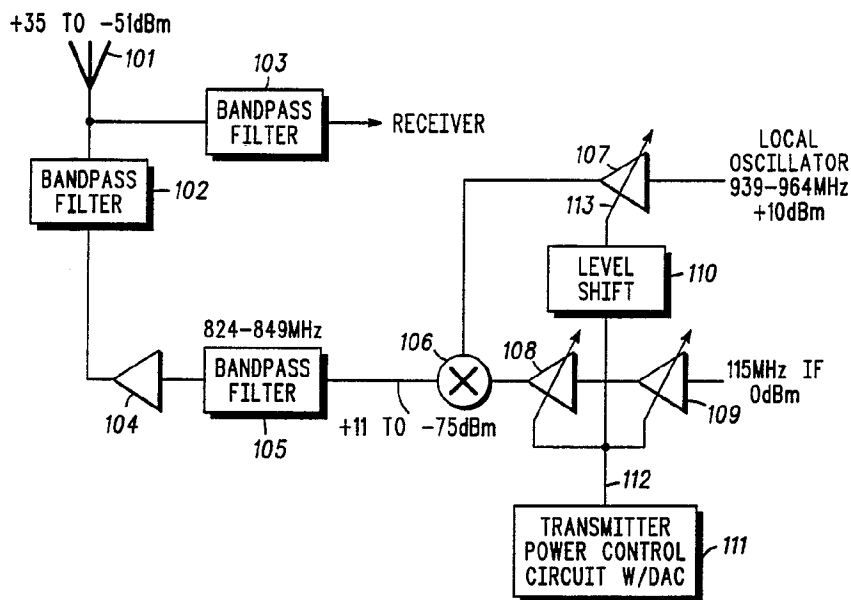 +35 TO -51dBm
101
103
BANDPASS
FILTER
RECEIVER
BANDPASS
FILTER
102
107
113
LOCAL
OSCILLATOR
939-964MHz
+10dBm
LEVEL
SHIFT
110
824-849MHz
BANDPASS
FILTER
105
104
106
+11 TO -75dBm
108
109
115MHz IF
0dBm
112
TRANSMITTER
POWER CONTROL
CIRCUIT W/DAC
111